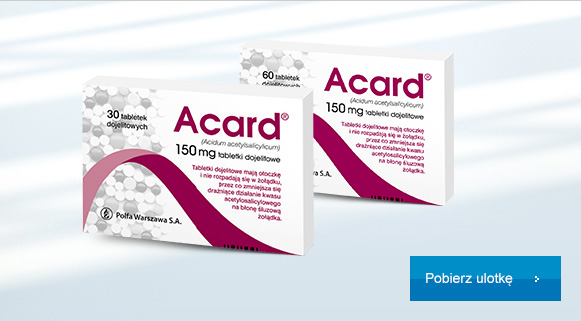 60 tabletek
dojelitowych
Acard®
(Acidum acetylsalicylicum)
150 mg tabletki dojelitowe
Tabletki dojelitowe mają otoczkę
i nie rozpadają się w żołądku,
przez co zmniejsza się
drażniące działanie kwasu
acetylosalicylowego
na błonę śluzową
żołądka.
S.A.
30 tabletek
dojelitowych
Acard®
(Acidum acetylsalicylicum)
150 mg tabletki dojelitowe
Tabletki dojelitowe mają otoczkę
i nie rozpadają się w żołądku,
przez co zmniejsza się
drażniące działanie kwasu
acetylosalicylowego
na błonę śluzową
żołądka.
Polfa Warszawa S.A.
Pobierz ulotkę